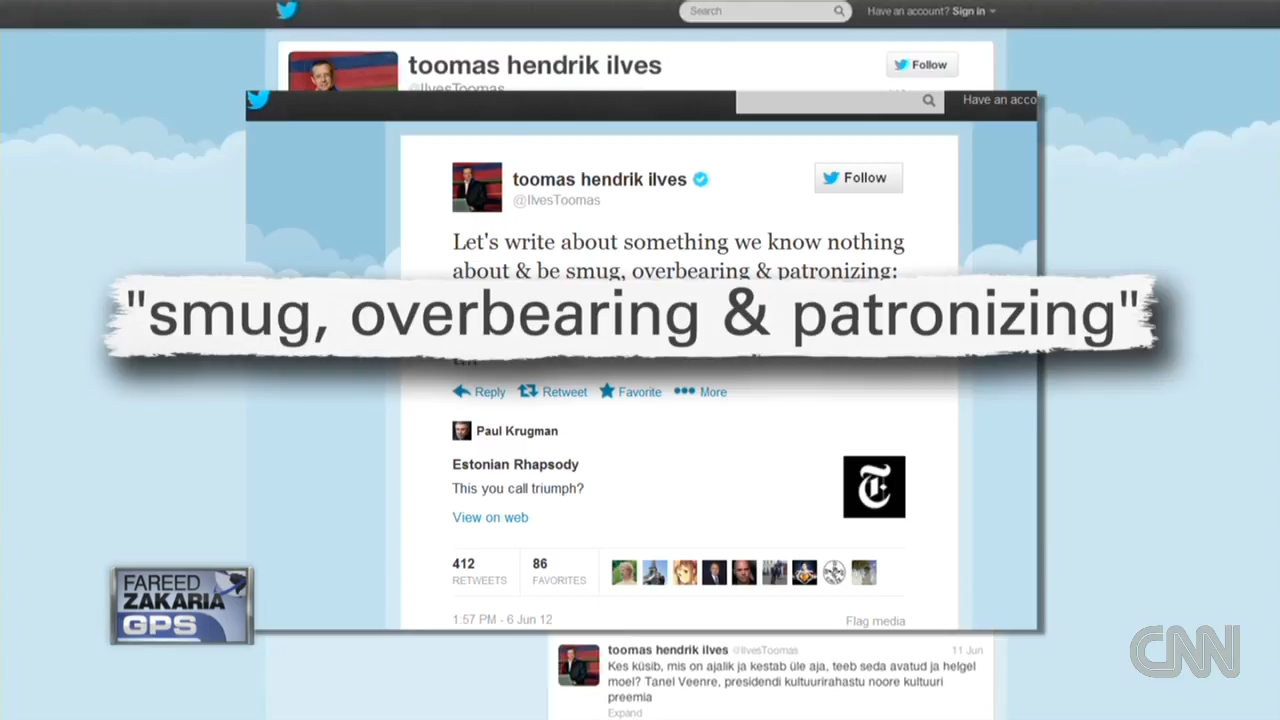 Search
Have an account? Sign in
toomas hendrik ilves
Follow
@IlvesToomas
Have an acco
toomas hendrik ilves
Follow
@IlvesToomas
Let's write about something we know nothing
about & be smug, overbearing & patronizing:
"smug, overbearing & patronizing"
Reply Retweet Favorite More
Paul Krugman
Estonian Rhapsody
This you call triumph?
View on web
412
RETWEETS
86
FAVORITES
1:57 PM - 6 Jun 12
Flag media
FAREED
ZAKARIA
GPS
CNN
toomas hendrik ilves @IlvesToomas 11 Jun
Kes küsib, mis on ajalik ja kestab üle aja, teeb seda avatud ja helgel
moel? Tanel Veenre, presidendi kultuurirahastu noore kultuuri
preemia
Expand